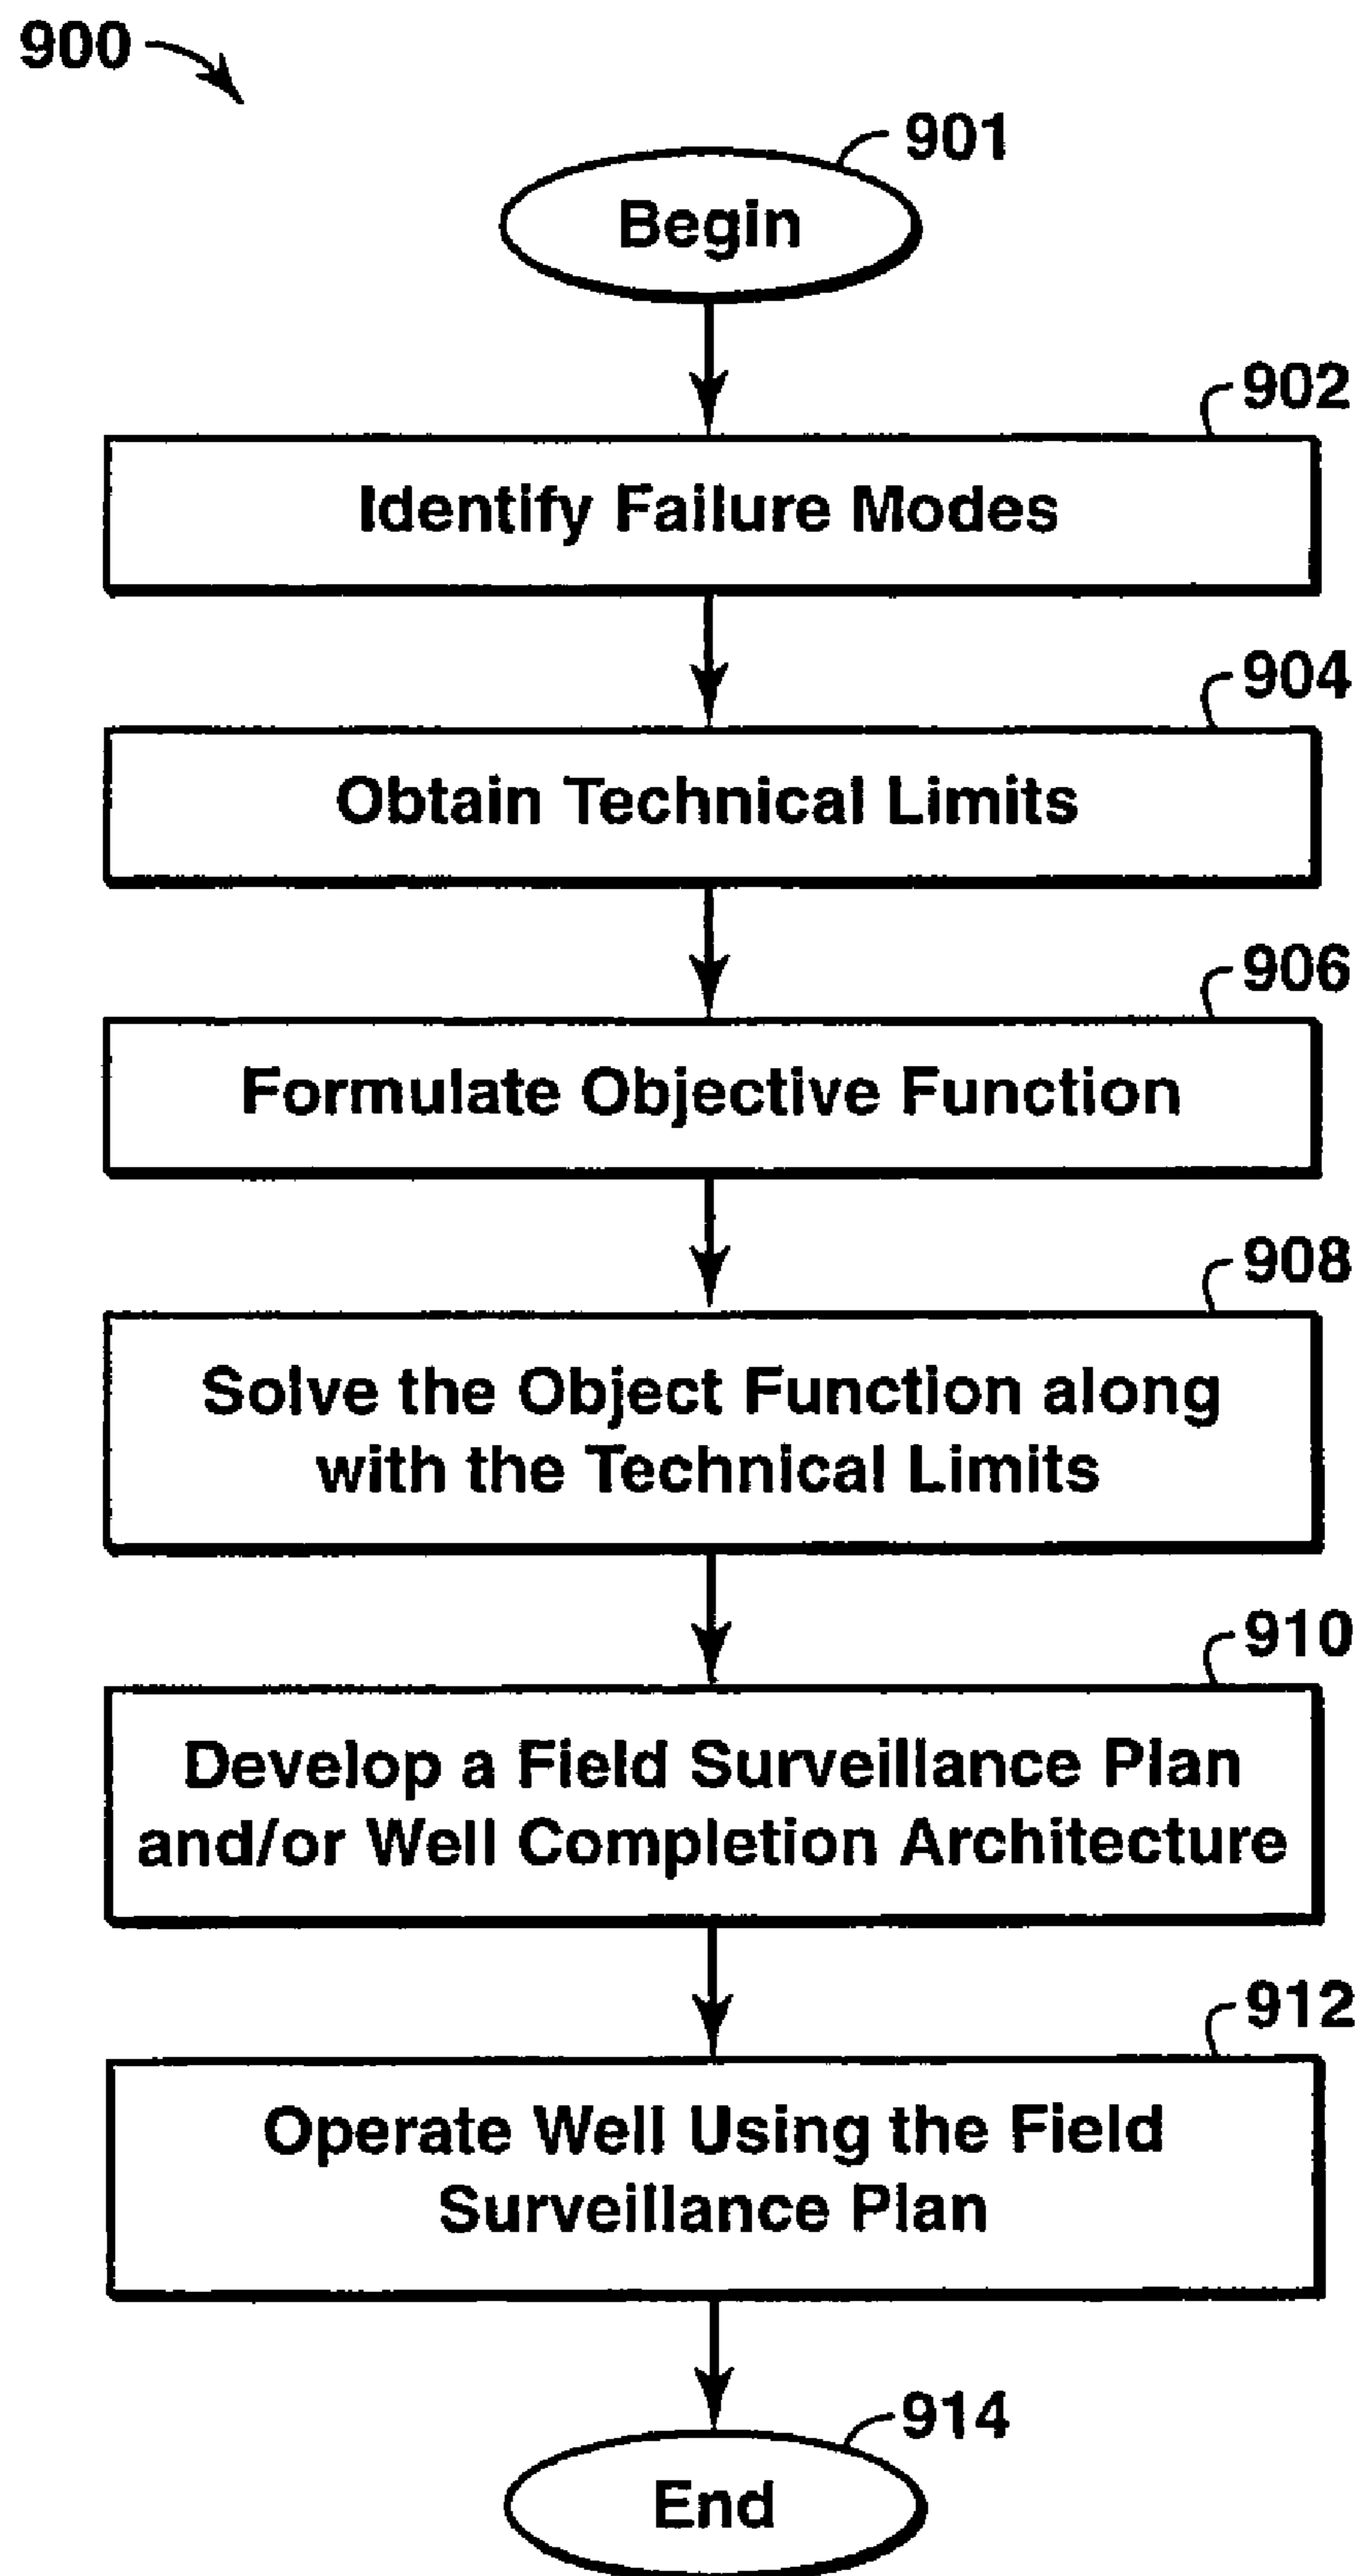 900
901
Begin
902
Identify Failure Modes
904
Obtain Technical Limits
906
Formulate Objective Function
908
Solve the Object Function along
with the Technical Limits
910
Develop a Field Surveillance Plan
and/or Well Completion Architecture
912
Operate Well Using the Field
Surveillance Plan
914
End